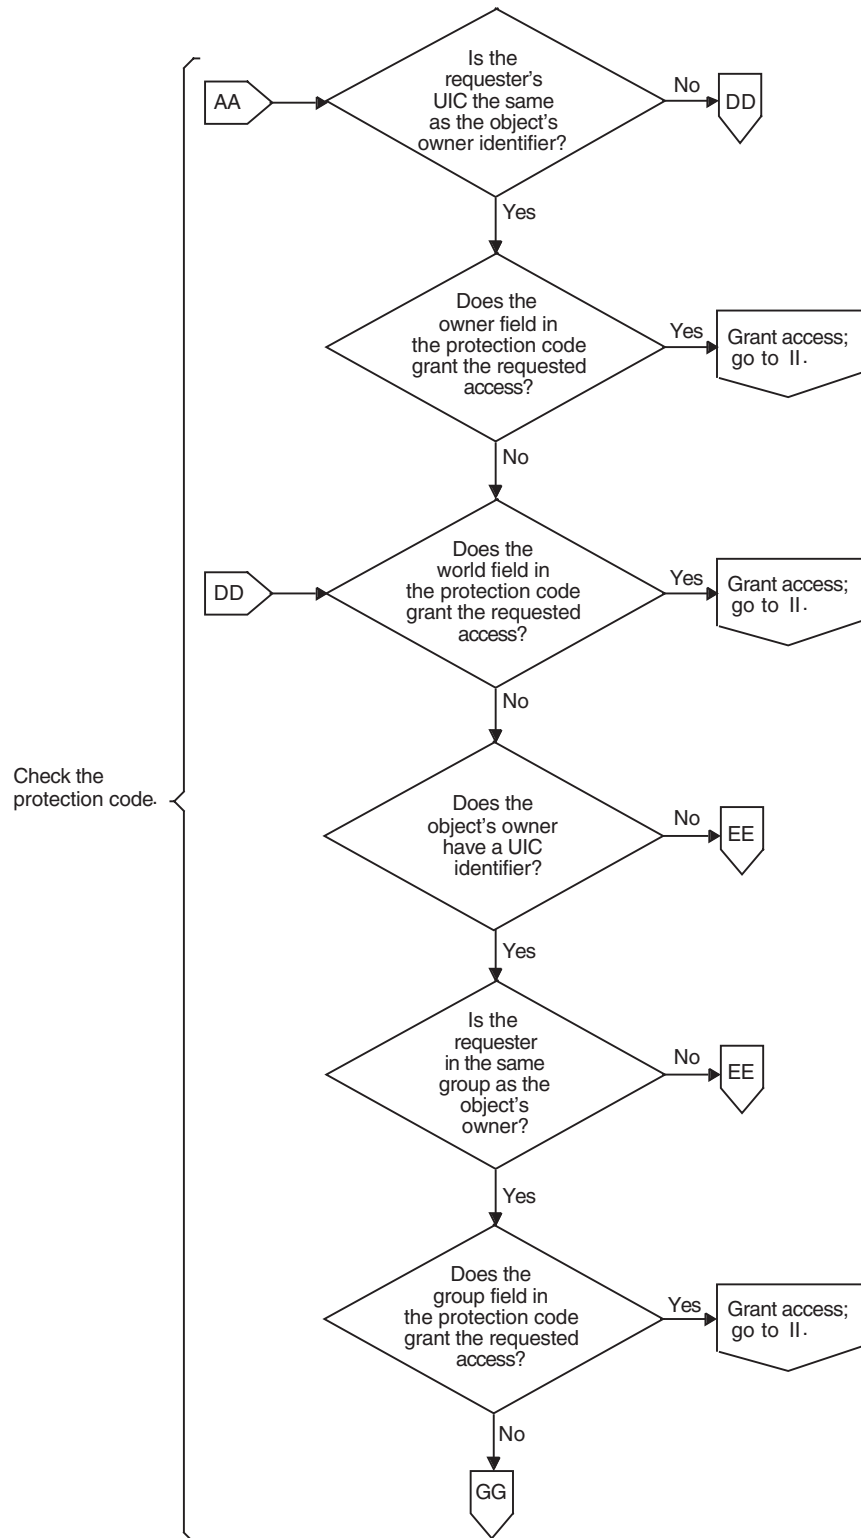 Is the
requester's
UIC the same
as the object's
owner identifier?
AA
No
DD
Yes
Does the
owner field in
the protection code
grant the requested
access?
Yes
Grant access;
go to II.
No
Does the
world field in
the protection code
grant the requested
access?
DD
Yes
Grant access;
go to II.
No
Check the
protection code.
Does the
object's owner
have a UIC
identifier?
No
EE
Yes
Is the
requester
in the same
group as the
object's
owner?
No
EE
Yes
Does the
group field in
the protection code
grant the requested
access?
Yes
Grant access;
go to II.
No
GG